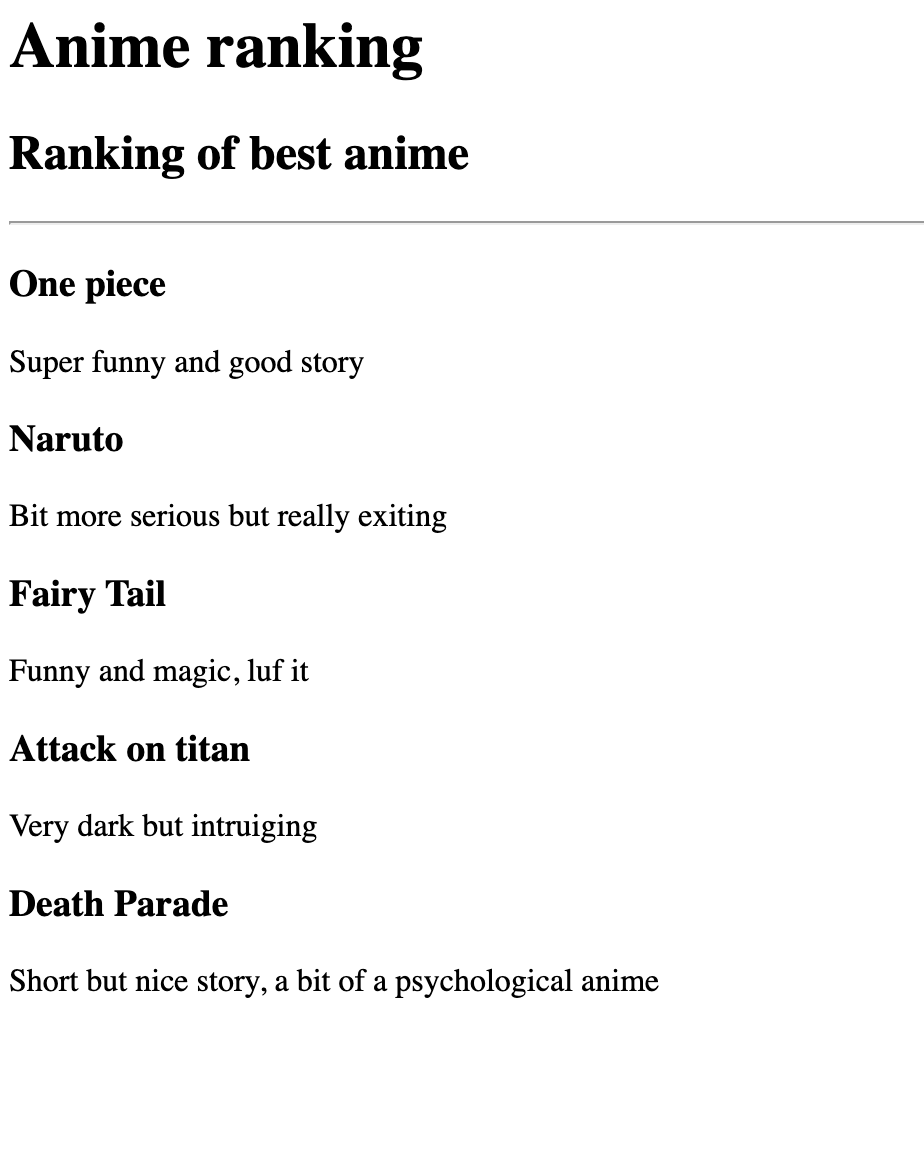 Anime ranking
Ranking of best anime
One piece
Super funny and good story
Naruto
Bit more serious but really exiting
Fairy Tail
Funny and magic, luf it
Attack on titan
Very dark but intruiging
Death Parade
Short but nice story, a bit of a psychological anime